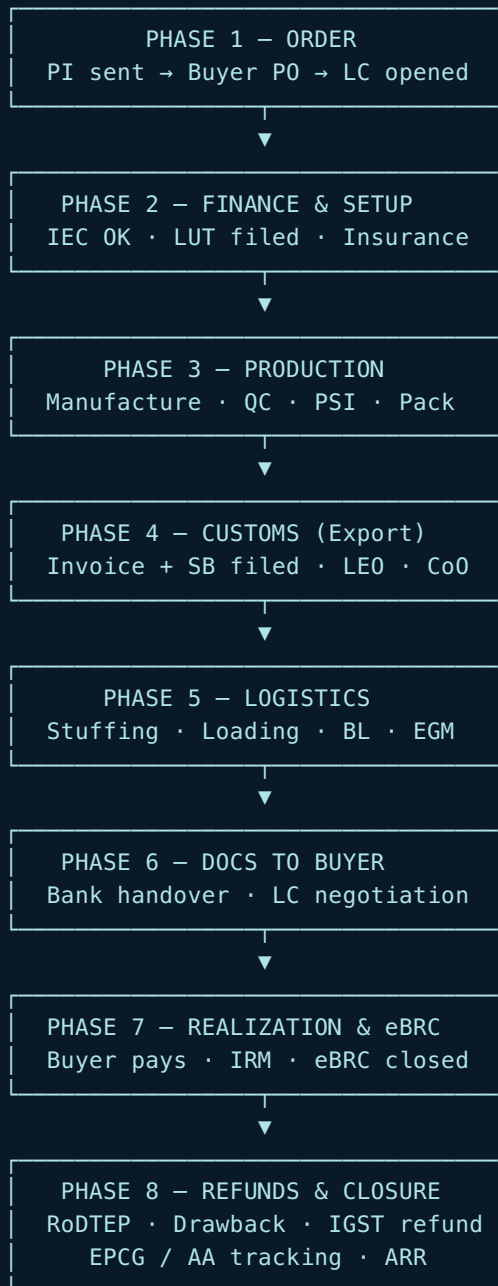 PHASE 1 — ORDER
PI sent → Buyer PO → LC opened
PHASE 2 — FINANCE & SETUP
IEC OK · LUT filed · Insurance
PHASE 3 — PRODUCTION
Manufacture · QC · PSI · Pack
PHASE 4 — CUSTOMS (Export)
Invoice + SB filed · LEO · CoO
PHASE 5 — LOGISTICS
Stuffing · Loading · BL · EGM
PHASE 6 — DOCS TO BUYER
Bank handover · LC negotiation
PHASE 7 — REALIZATION & eBRC
Buyer pays · IRM · eBRC closed
PHASE 8 — REFUNDS & CLOSURE
RoDTEP · Drawback · IGST refund
EPCG / AA tracking · ARR